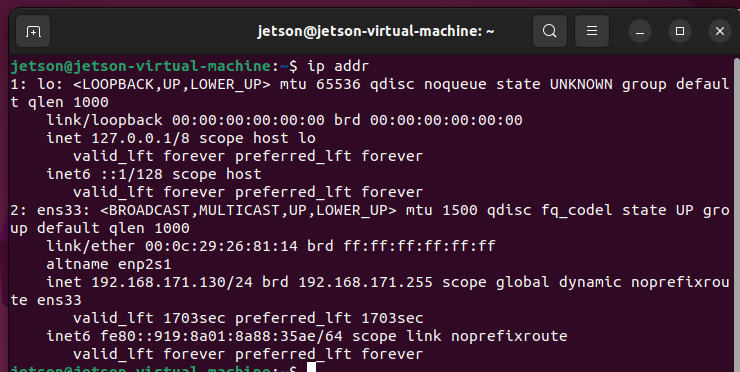 jetson@jetson-virtual-machine: ~
jetson@jetson-virtual-machine:~$ ip addr
1: lo: <LOOPBACK,UP,LOWER_UP> mtu 65536 qdisc noqueue state UNKNOWN group defaul
t qlen 1000
    link/loopback 00:00:00:00:00:00 brd 00:00:00:00:00:00
    inet 127.0.0.1/8 scope host lo
       valid_lft forever preferred_lft forever
    inet6 ::1/128 scope host
       valid_lft forever preferred_lft forever
2: ens33: <BROADCAST,MULTICAST,UP,LOWER_UP> mtu 1500 qdisc fq_codel state UP gro
up default qlen 1000
    link/ether 00:0c:29:26:81:14 brd ff:ff:ff:ff:ff:ff
    altname enp2s1
    inet 192.168.171.130/24 brd 192.168.171.255 scope global dynamic noprefixrou
te ens33
       valid_lft 1703sec preferred_lft 1703sec
    inet6 fe80::919:8a01:8a88:35ae/64 scope link noprefixroute
       valid_lft forever preferred_lft forever
jetson@jetson-virtual-machine:~$